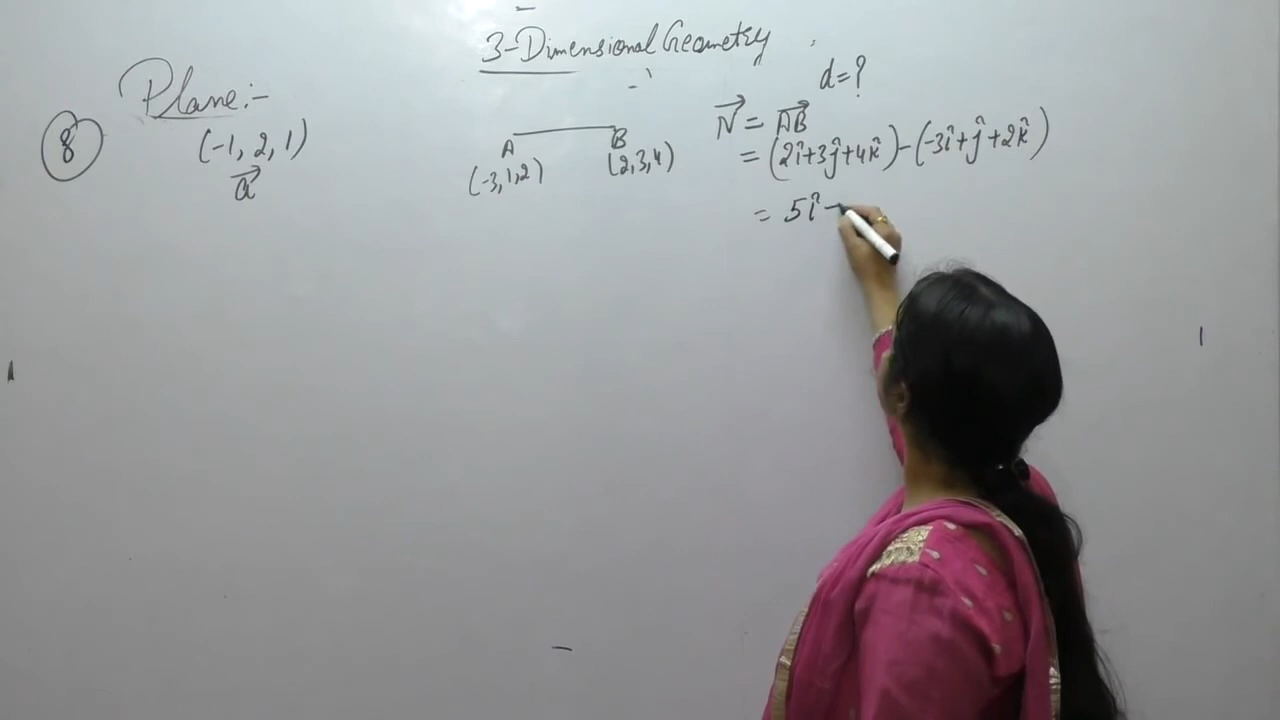 3-Dimensional Geometry
Plane:-
d=?
8
(-1, 2, 1)
a⃗
A B
(-3,1,2) (2,3,4)
N⃗ = AB⃗
= (2î+3ĵ+4k̂)-(-3î+ĵ+2k̂)
= 5î-